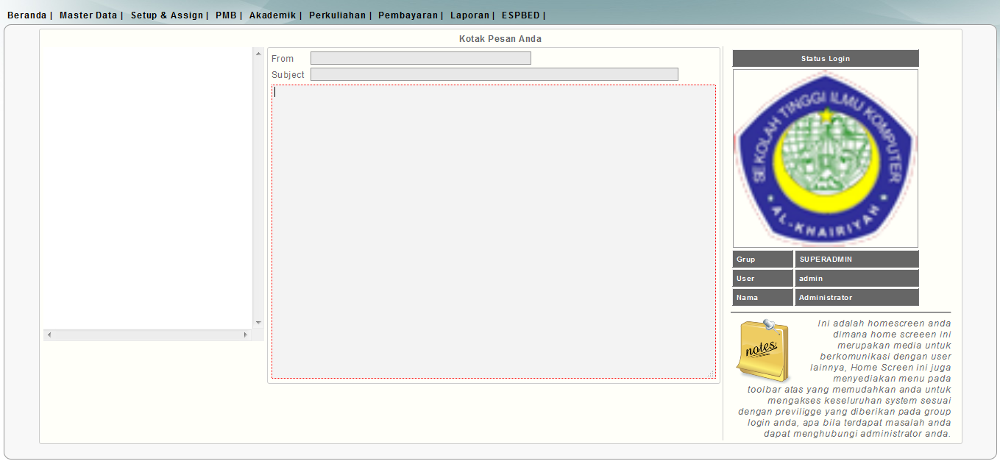 Beranda | Master Data | Setup & Assign | PMB | Akademik | Perkuliahan | Pembayaran | Laporan | ESPBED |
Kotak Pesan Anda
From
Subject
Status Login
SEKOLAH TINGGI ILMU KOMPUTER
AL-KHAIRIYAH
Grup SUPERADMIN
User admin
Nama Administrator
notes
Ini adalah homescreen anda
dimana home screeen ini
merupakan media untuk
berkomunikasi dengan user
lainnya, Home Screen ini juga
menyediakan menu pada
toolbar atas yang memudahkan anda untuk
mengakses keseluruhan system sesuai
dengan previligge yang diberikan pada group
login anda, apa bila terdapat masalah anda
dapat menghubungi administrator anda.